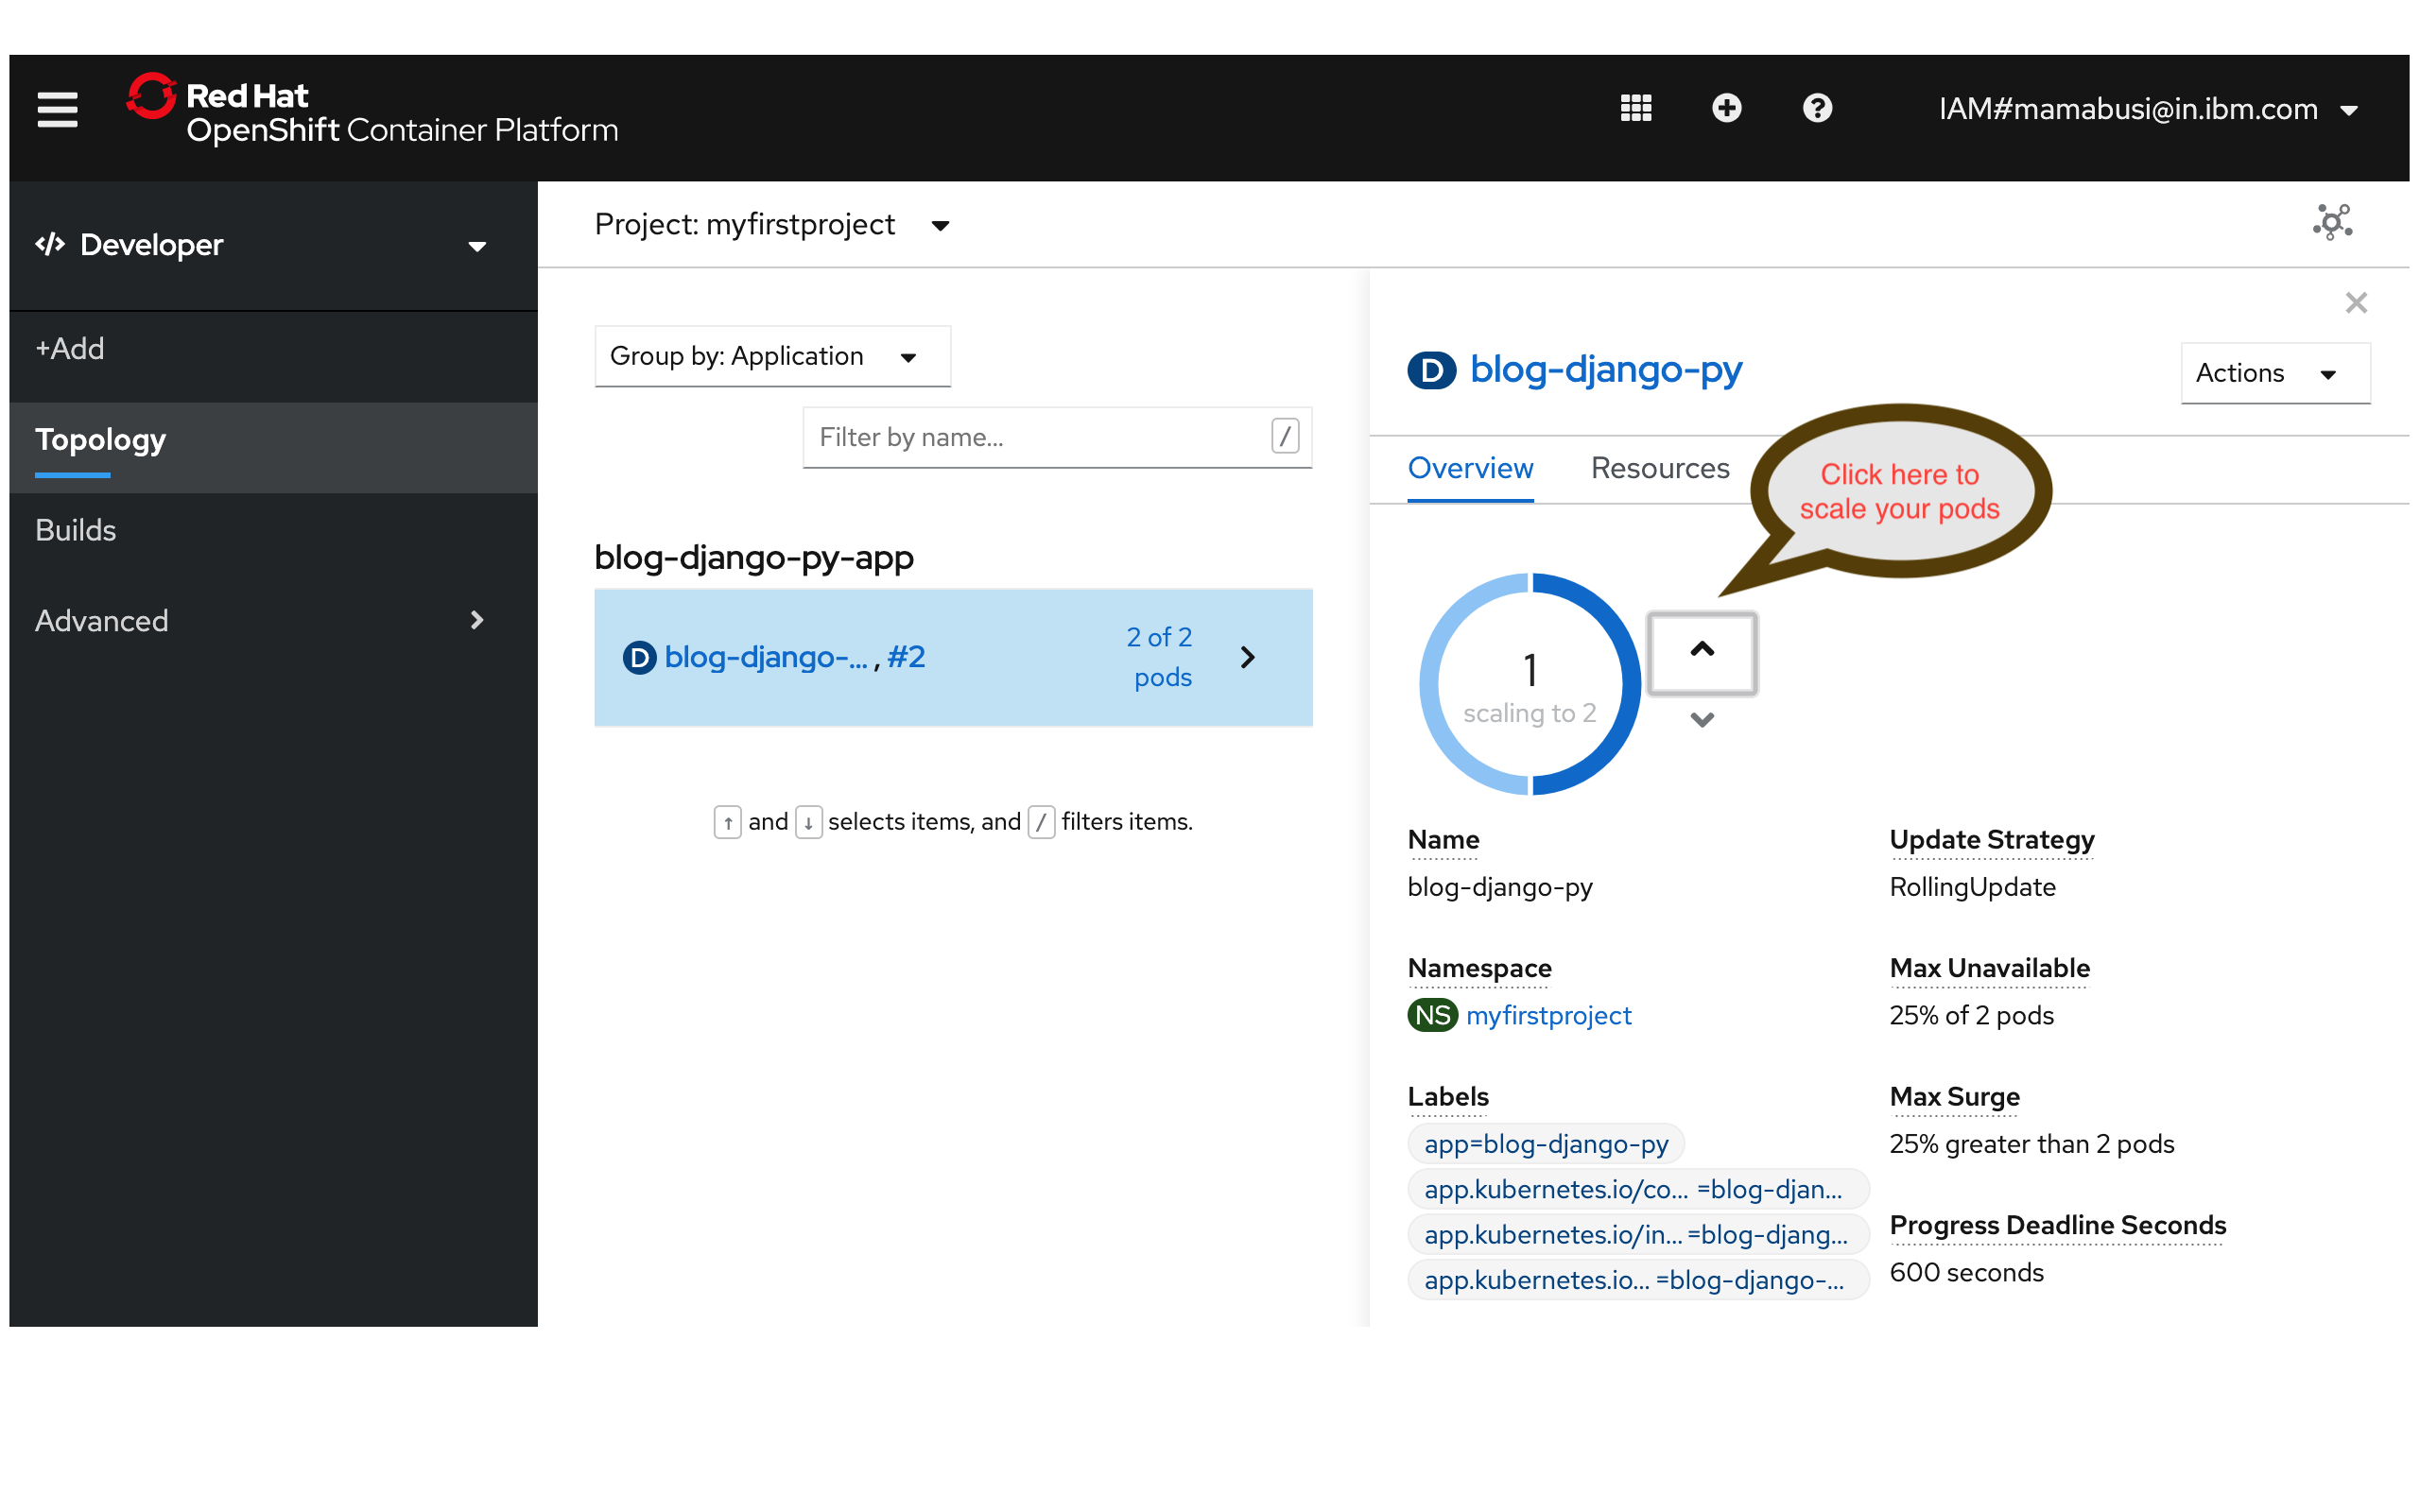 Red Hat
OpenShift Container Platform
IAM#mamabusi@in.ibm.com
Developer
+Add
Topology
Builds
Advanced
Project: myfirstproject
Group by: Application
Filter by name...
/
blog-django-py-app
D blog-django-... , #2
2 of 2
pods
↑ and ↓ selects items, and / filters items.
D blog-django-py
Actions
Overview
Resources
Click here to
scale your pods
1
scaling to 2
Name
blog-django-py
Namespace
NS myfirstproject
Labels
app=blog-django-py
app.kubernetes.io/co... =blog-djan...
app.kubernetes.io/in... =blog-djang...
app.kubernetes.io... =blog-django-...
Update Strategy
RollingUpdate
Max Unavailable
25% of 2 pods
Max Surge
25% greater than 2 pods
Progress Deadline Seconds
600 seconds